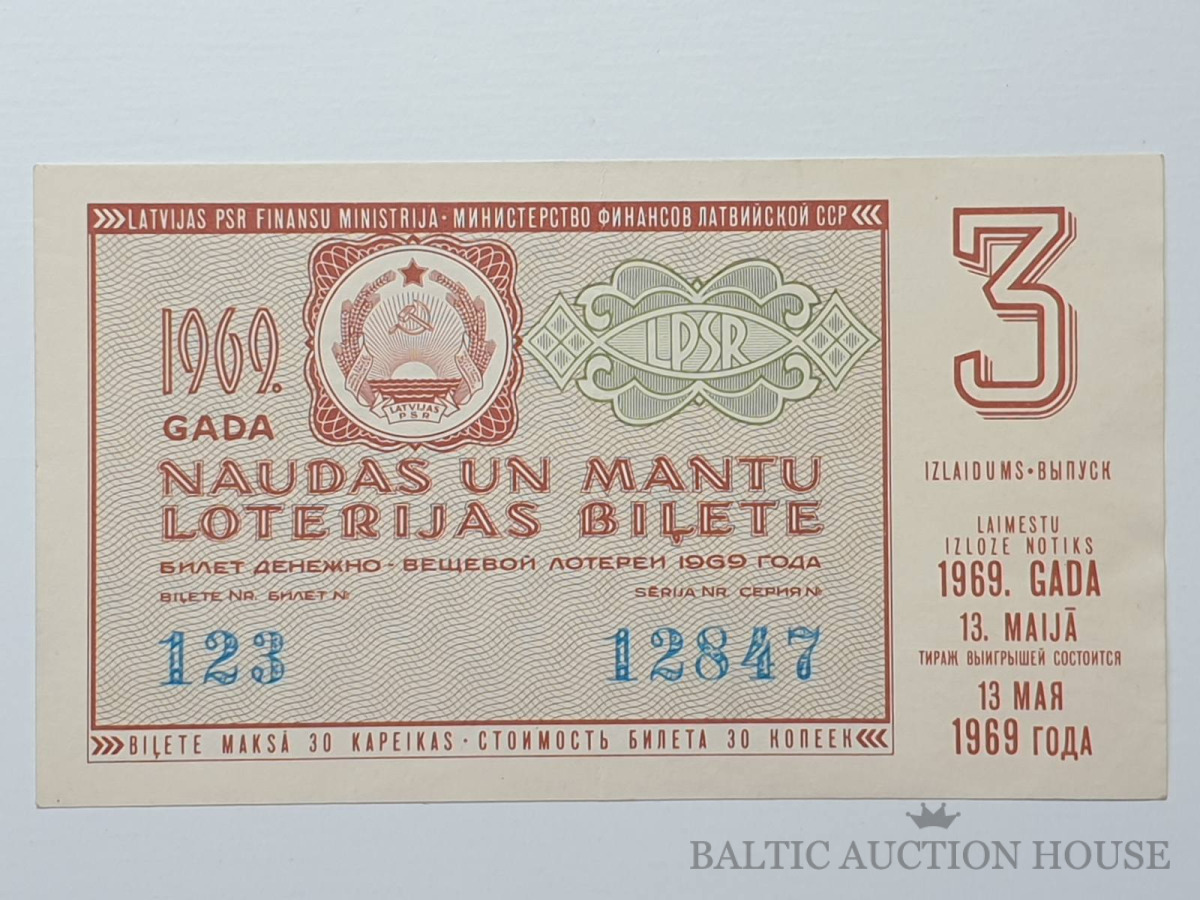 »»LATVIJAS PSR FINANSU MINISTRIJA · МИНИСТЕРСТВО ФИНАНСОВ ЛАТВИЙСКОЙ ССР««
1969.
GADA
LATVIJAS
PSR
LPSR
NAUDAS UN MANTU
LOTERIJAS BIĻETE
БИЛЕТ ДЕНЕЖНО - ВЕЩЕВОЙ ЛОТЕРЕИ 1969 ГОДА
BIĻETE NR. БИЛЕТ №
SĒRIJA NR. СЕРИЯ №
123
12847
»»BIĻETE MAKSĀ 30 KAPEIKAS · СТОИМОСТЬ БИЛЕТА 30 КОПЕЕК««
3
IZLAIDUMS • ВЫПУСК
LAIMESTU
IZLOZE NOTIKS
1969. GADA
13. MAIJĀ
ТИРАЖ ВЫИГРЫШЕЙ СОСТОИТСЯ
13 МАЯ
1969 ГОДА
BALTIC AUCTION HOUSE